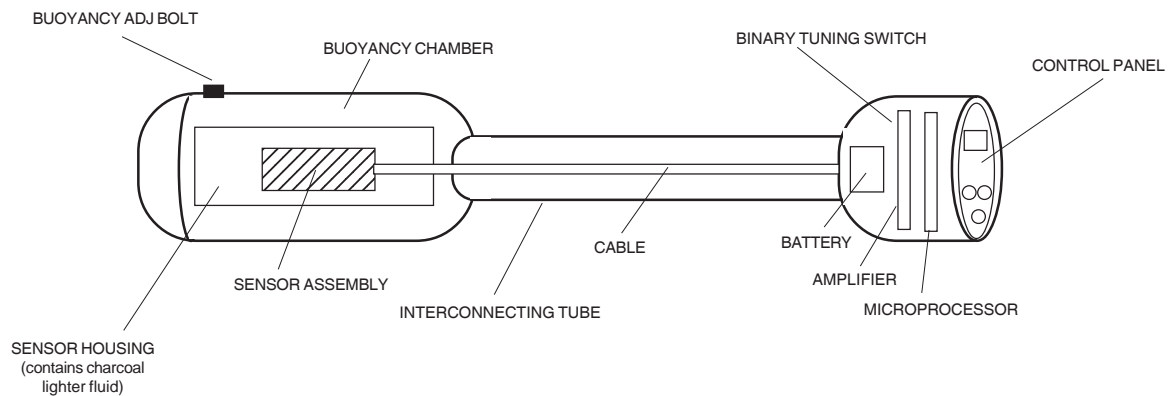 BUOYANCY ADJ BOLT
BUOYANCY CHAMBER
BINARY TUNING SWITCH
CONTROL PANEL
CABLE
BATTERY
SENSOR ASSEMBLY
AMPLIFIER
INTERCONNECTING TUBE
MICROPROCESSOR
SENSOR HOUSING
(contains charcoal
lighter fluid)